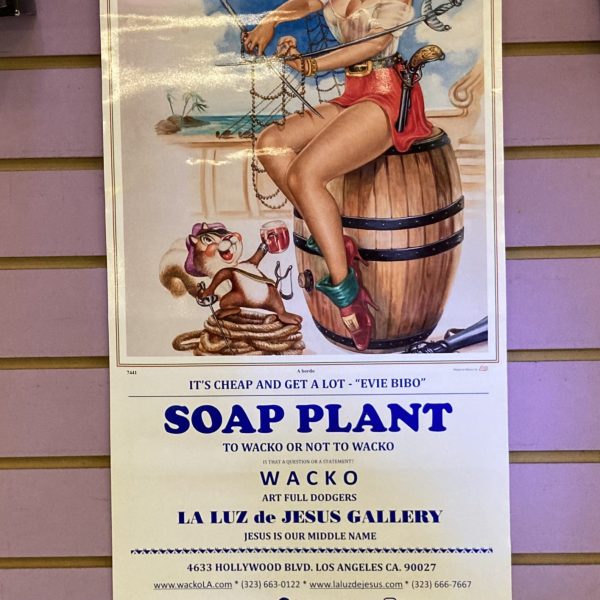 7441
A bordo
IT'S CHEAP AND GET A LOT - "EVIE BIBO"
SOAP PLANT
TO WACKO OR NOT TO WACKO
IS THAT A QUESTION OR A STATEMENT?
WACKO
ART FULL DODGERS
LA LUZ de JESUS GALLERY
JESUS IS OUR MIDDLE NAME
4633 HOLLYWOOD BLVD. LOS ANGELES CA. 90027
www.wackoLA.com * (323) 663-0122 * www.laluzdejesus.com * (323) 666-7667